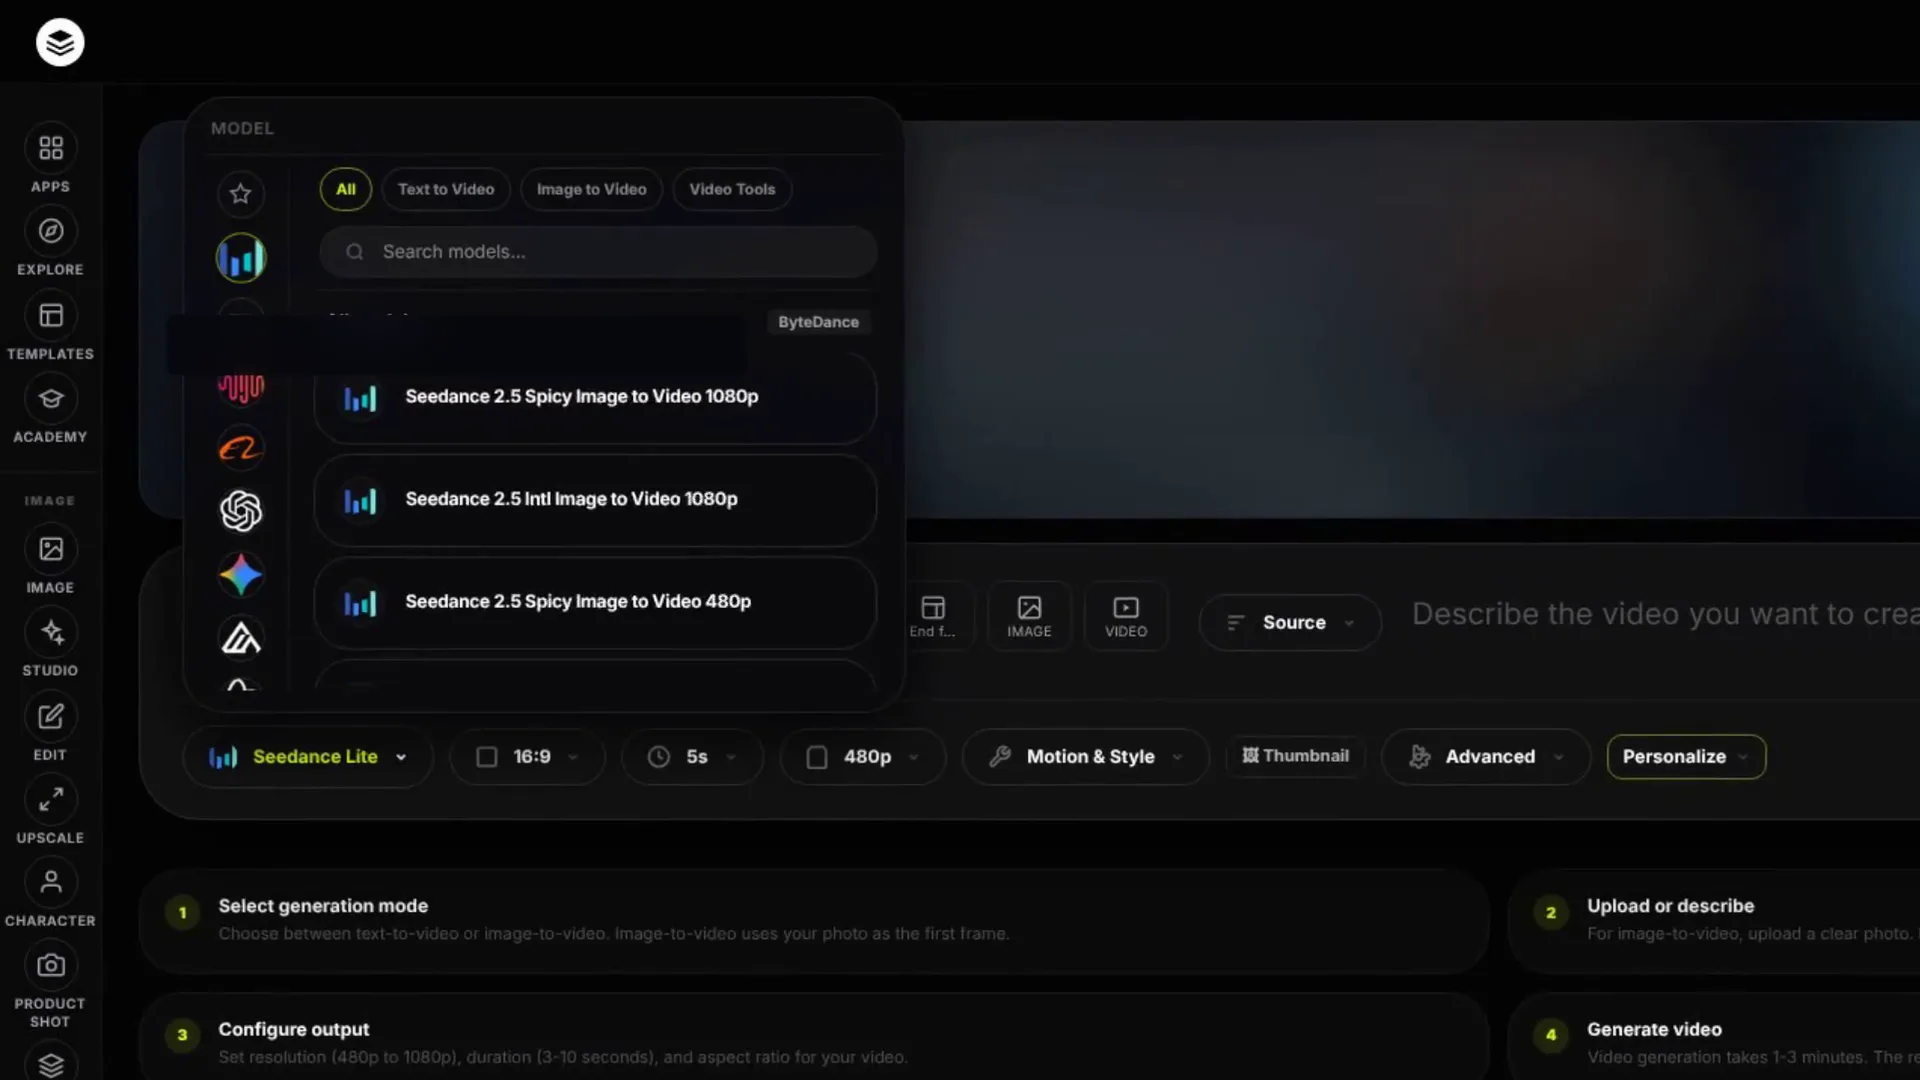 MODEL
All
Text to Video
Image to Video
Video Tools
Search models...
ByteDance
Seedance 2.5 Spicy Image to Video 1080p
Seedance 2.5 Intl Image to Video 1080p
Seedance 2.5 Spicy Image to Video 480p
APPS
EXPLORE
TEMPLATES
ACADEMY
IMAGE
IMAGE
STUDIO
EDIT
UPSCALE
CHARACTER
PRODUCT
SHOT
End f...
IMAGE
VIDEO
Source
Describe the video you want to crea
Seedance Lite
16:9
5s
480p
Motion & Style
Thumbnail
Advanced
Personalize
1
Select generation mode
Choose between text-to-video or image-to-video. Image-to-video uses your photo as the first frame.
2
Upload or describe
For image-to-video, upload a clear photo.
3
Configure output
Set resolution (480p to 1080p), duration (3-10 seconds), and aspect ratio for your video.
4
Generate video
Video generation takes 1-3 minutes. The re